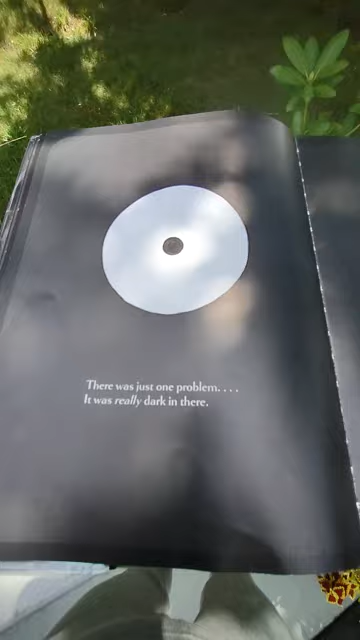 There was just one problem. . . .
It was really dark in there.